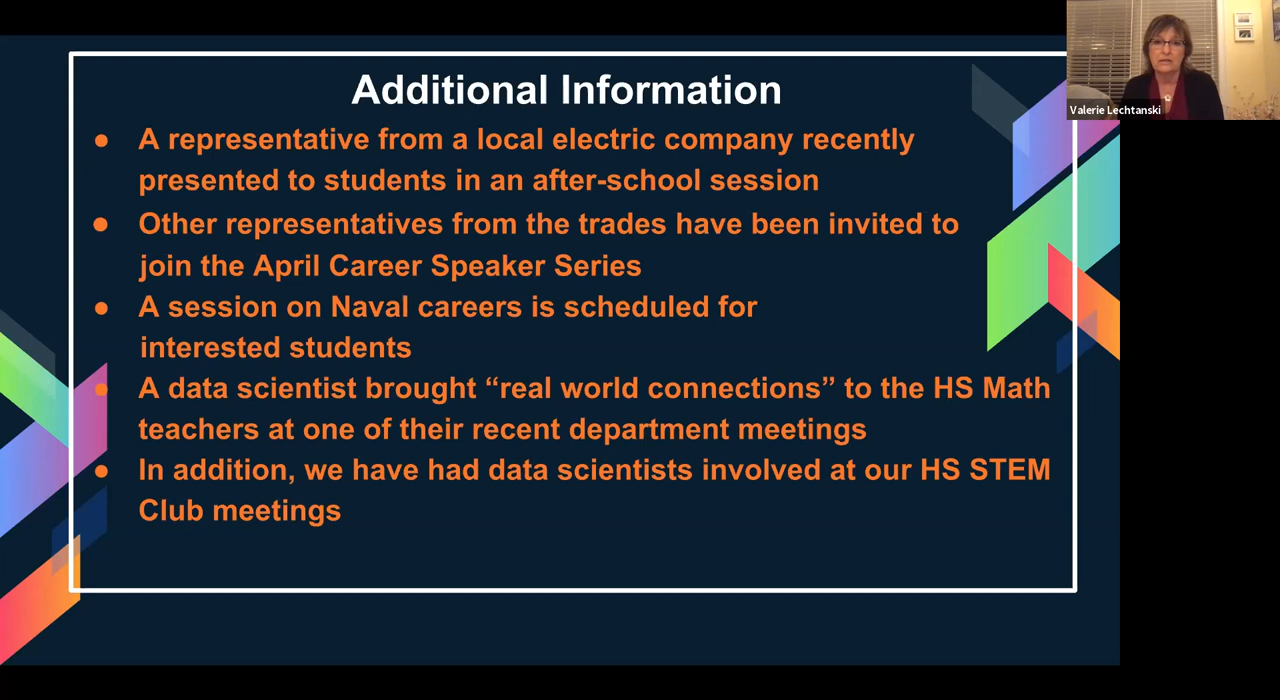 Additional Information
● A representative from a local electric company recently
presented to students in an after-school session
● Other representatives from the trades have been invited to
join the April Career Speaker Series
● A session on Naval careers is scheduled for
interested students
● A data scientist brought “real world connections” to the HS Math
teachers at one of their recent department meetings
● In addition, we have had data scientists involved at our HS STEM
Club meetings
Valerie Lechtanski